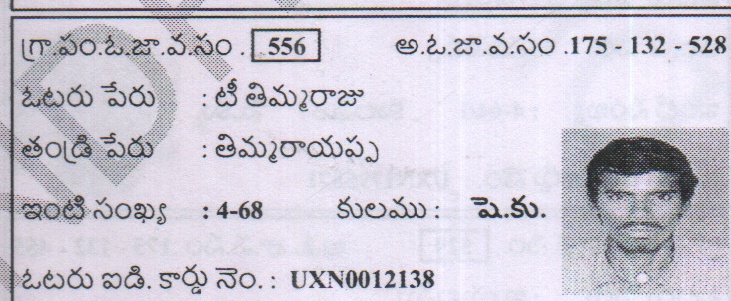 గ్రా.పం.ఓ.జా.వ.సం . . 556 అ.ఓ.జా.వ.సం .175 - 132 - 528
ఓటరు పేరు : టీ తిమ్మరాజు
తండ్రి పేరు : తిమ్మరాయప్ప
ఇంటి సంఖ్య : 4-68 కులము : షె.కు.
ఓటరు ఐడి. కార్డు నెం. : UXN0012138